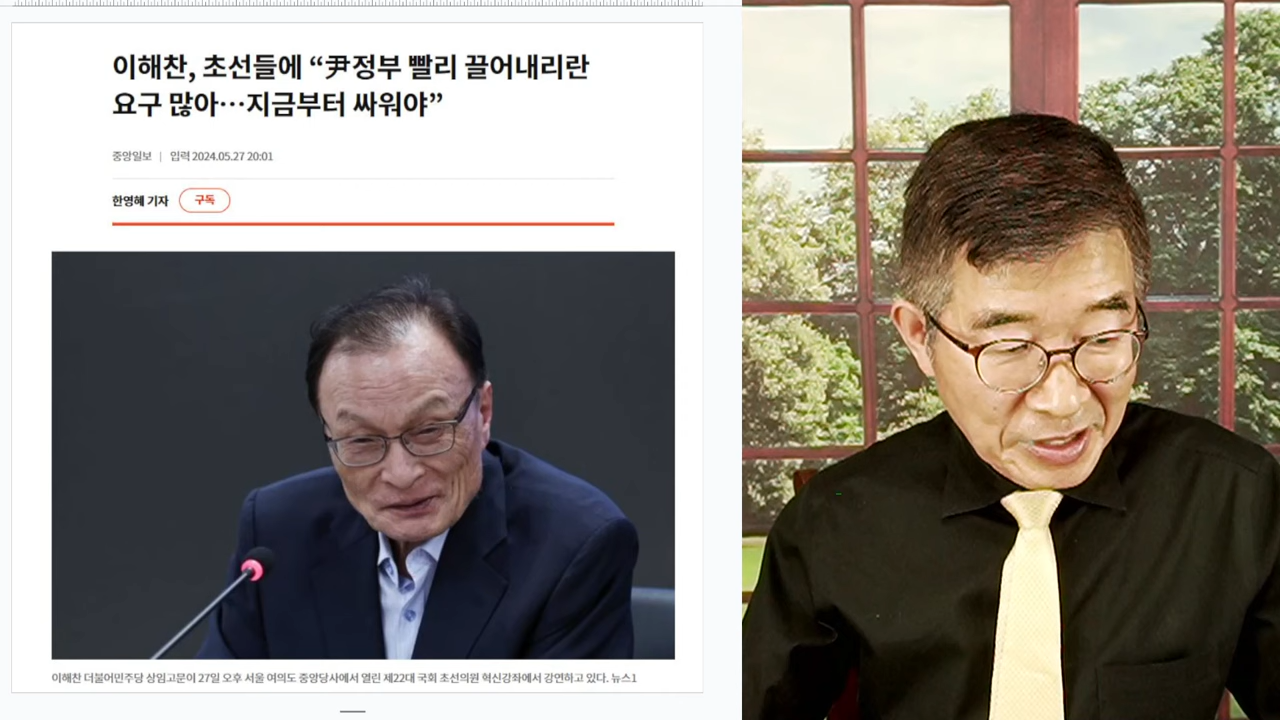 이해찬, 초선들에 “尹정부 빨리 끌어내리란
요구 많아…지금부터 싸워야”
중앙일보 | 입력 2024.05.27 20:01
한영혜 기자 구독
이해찬 더불어민주당 상임고문이 27일 오후 서울 여의도 중앙당사에서 열린 제22대 국회 초선의원 혁신강좌에서 강연하고 있다. 뉴스1